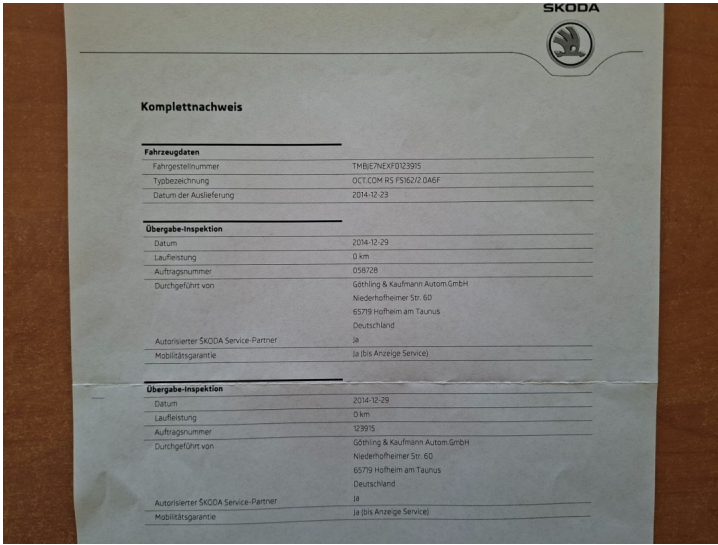 ŠKODA
Komplettnachweis
Fahrzeugdaten
Fahrgestellnummer TMBJE7NEXF0123915
Typbezeichnung OCT.COM RS FS162/2.0A6F
Datum der Auslieferung 2014-12-23
Übergabe-Inspektion
Datum 2014-12-29
Laufleistung 0 km
Auftragsnummer 058728
Durchgeführt von Göthling & Kaufmann Autom.GmbH
Niederhofheimer Str. 60
65719 Hofheim am Taunus
Deutschland
Autorisierter ŠKODA Service-Partner Ja
Mobilitätsgarantie Ja (bis Anzeige Service)
Übergabe-Inspektion
Datum 2014-12-29
Laufleistung 0 km
Auftragsnummer 123915
Durchgeführt von Göthling & Kaufmann Autom.GmbH
Niederhofheimer Str. 60
65719 Hofheim am Taunus
Deutschland
Autorisierter ŠKODA Service-Partner Ja
Mobilitätsgarantie Ja (bis Anzeige Service)